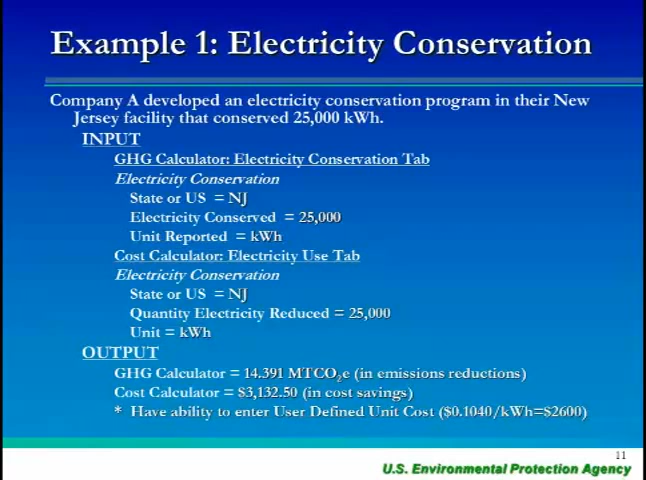 Example 1: Electricity Conservation
Company A developed an electricity conservation program in their New
Jersey facility that conserved 25,000 kWh.
INPUT
GHG Calculator: Electricity Conservation Tab
Electricity Conservation
State or US = NJ
Electricity Conserved = 25,000
Unit Reported = kWh
Cost Calculator: Electricity Use Tab
Electricity Conservation
State or US = NJ
Quantity Electricity Reduced = 25,000
Unit = kWh
OUTPUT
GHG Calculator = 14.391 MTCO₂e (in emissions reductions)
Cost Calculator = $3,132.50 (in cost savings)
* Have ability to enter User Defined Unit Cost ($0.1040/kWh=$2600)
11
U.S. Environmental Protection Agency